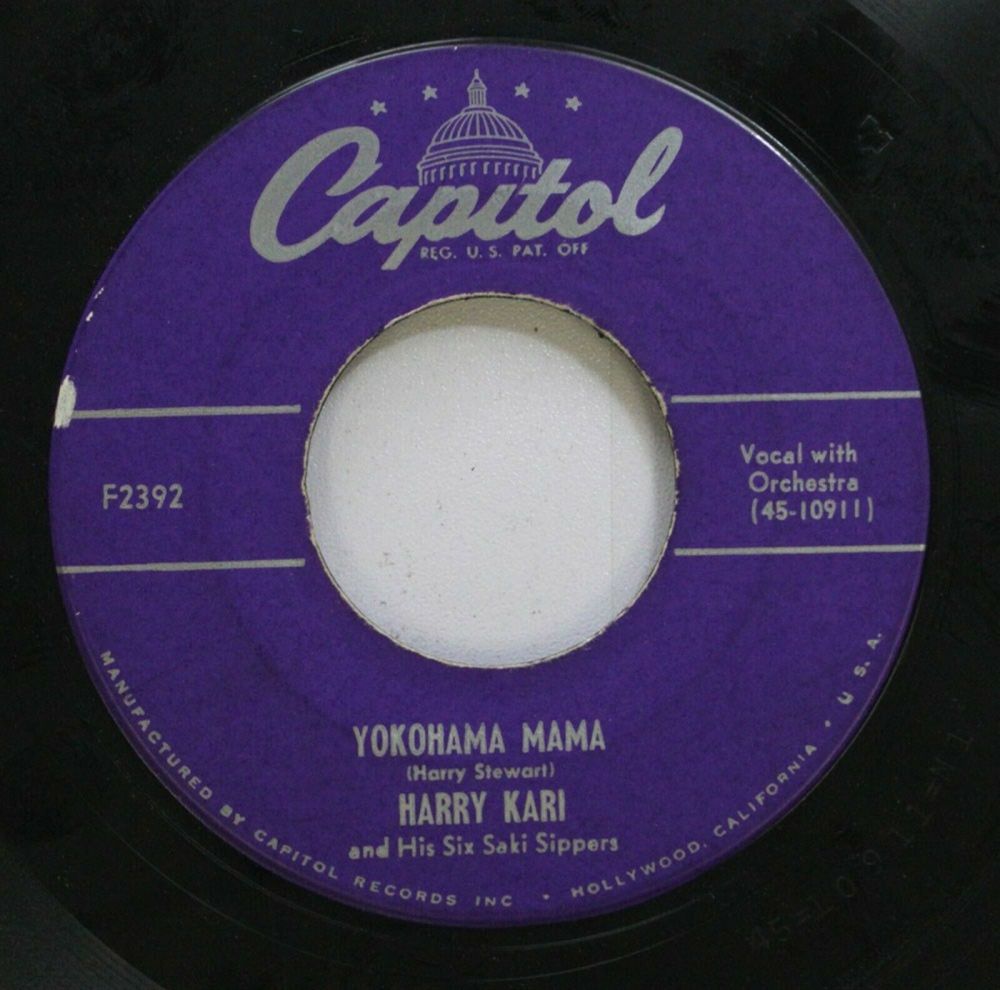 Capitol
REG. U.S. PAT. OFF
F2392
Vocal with
Orchestra
(45-10911)
YOKOHAMA MAMA
(Harry Stewart)
HARRY KARI
and His Six Saki Sippers
MANUFACTURED BY CAPITOL RECORDS INC • HOLLYWOOD, CALIFORNIA • U.S.A.